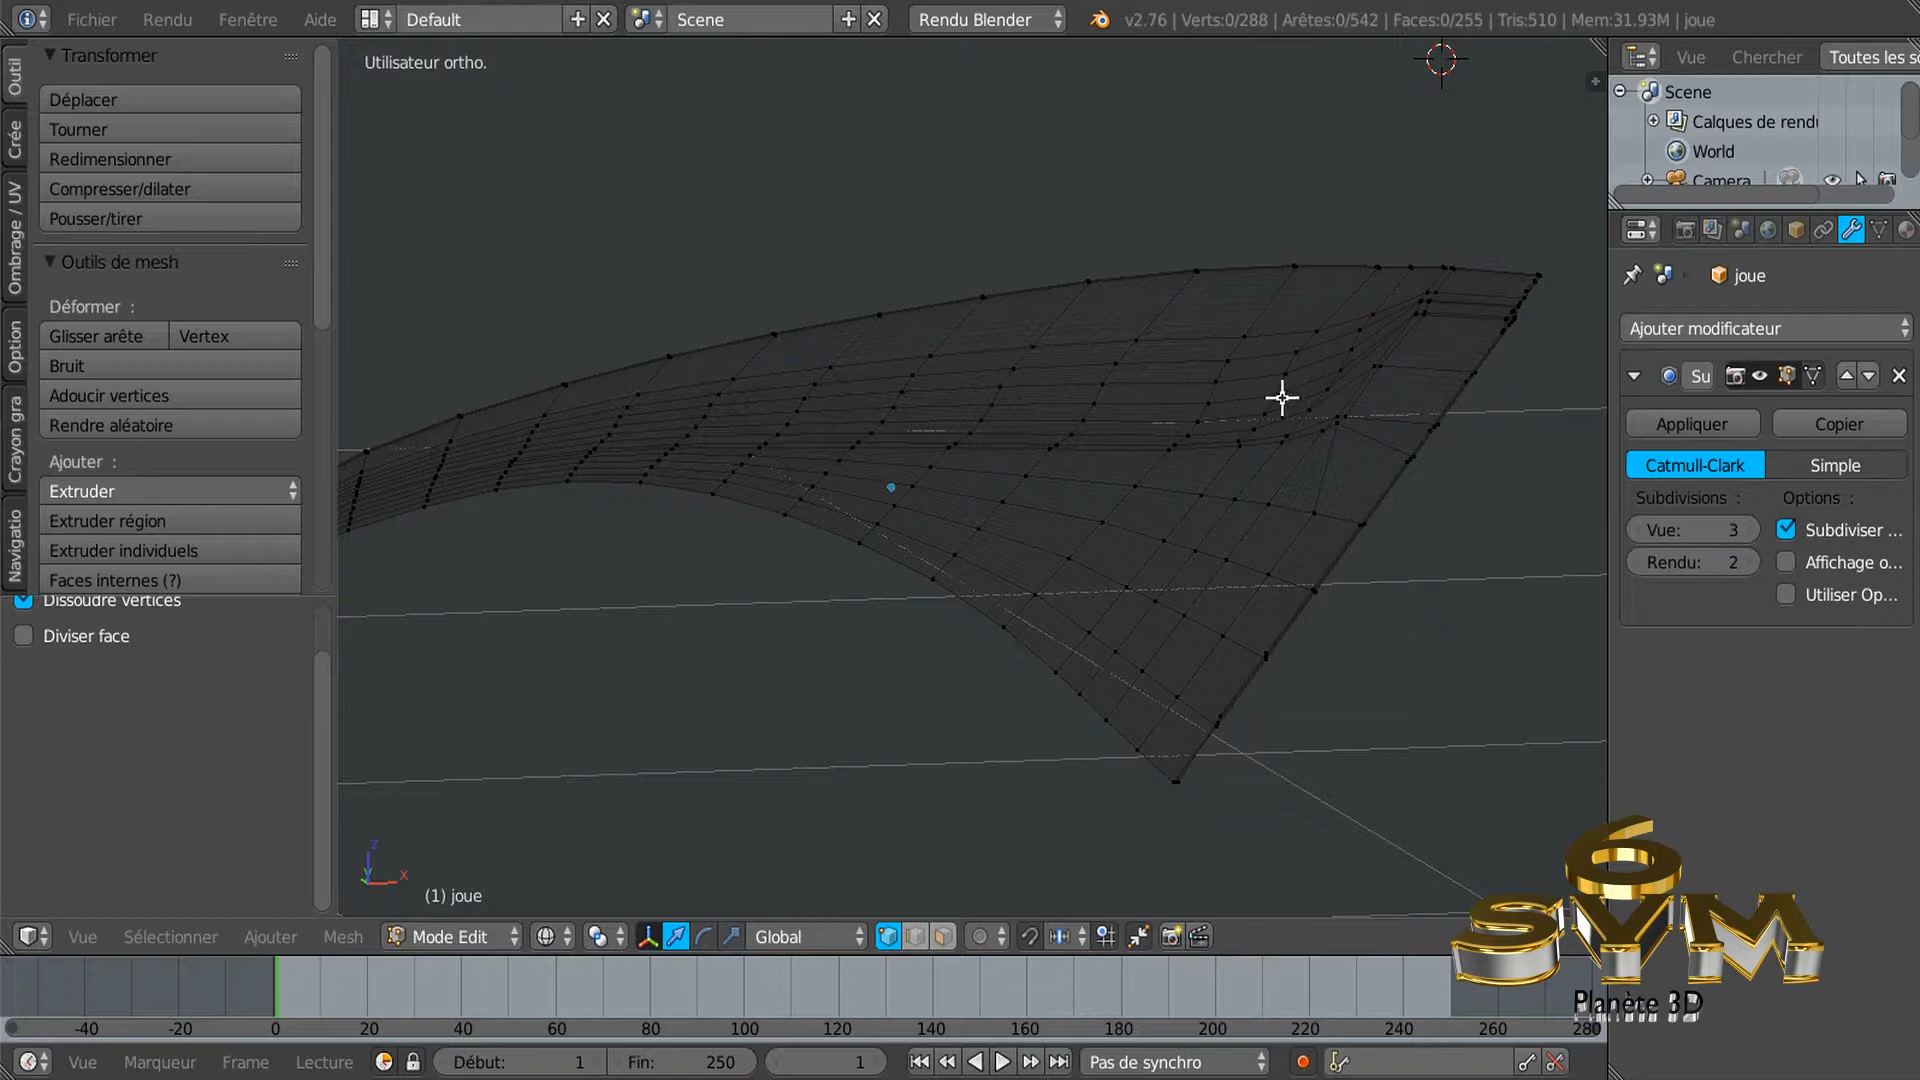 Fichier Rendu Fenêtre Aide Default Scene Rendu Blender v2.76 | Verts:0/288 | Arêtes:0/542 | Faces:0/255 | Tris:510 | Mem:31.93M | joue
Outil
Crée
Ombrage / UV
Option
Crayon gra
Navigatio
Transformer
Déplacer
Tourner
Redimensionner
Compresser/dilater
Pousser/tirer
Outils de mesh
Déformer :
Glisser arête Vertex
Bruit
Adoucir vertices
Rendre aléatoire
Ajouter :
Extruder
Extruder région
Extruder individuels
Faces internes (?)
Dissoudre vertices
Diviser face
Utilisateur ortho.
z
y
x
(1) joue
Vue Chercher Toutes les s
Scene
Calques de rend
World
Camera
joue
Ajouter modificateur
Su
Appliquer Copier
Catmull-Clark Simple
Subdivisions : Options :
Vue: 3 Subdiviser ...
Rendu: 2 Affichage o...
Utiliser Op...
Vue Sélectionner Ajouter Mesh Mode Edit Global
6
SYM
Planète 3D
-40 -20 0 20 40 60 80 100 120 140 160 180 200 220 240 260 280
Vue Marqueur Frame Lecture Début: 1 Fin: 250 1 Pas de synchro